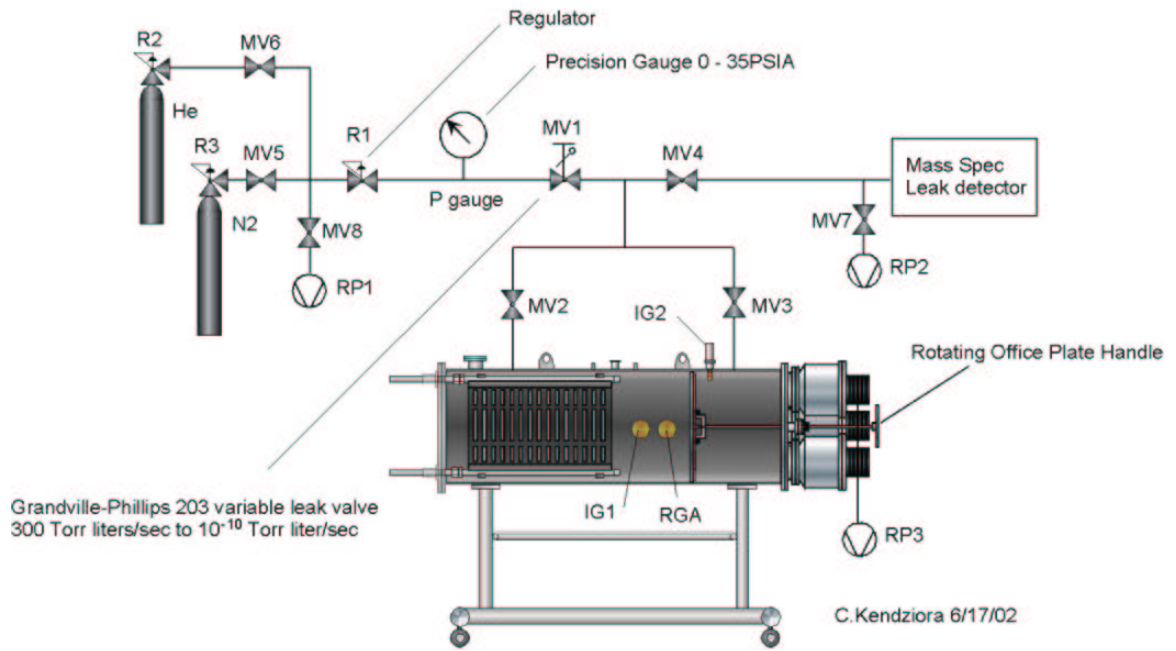 Regulator
R2
MV6
Precision Gauge 0 - 35PSIA
He
R3
MV5
R1
MV1
MV4
Mass Spec
Leak detector
P gauge
N2
MV8
MV7
RP1
RP2
MV2
IG2
MV3
Rotating Office Plate Handle
Grandville-Phillips 203 variable leak valve
300 Torr liters/sec to 10⁻¹⁰ Torr liter/sec
IG1
RGA
RP3
C.Kendziora 6/17/02